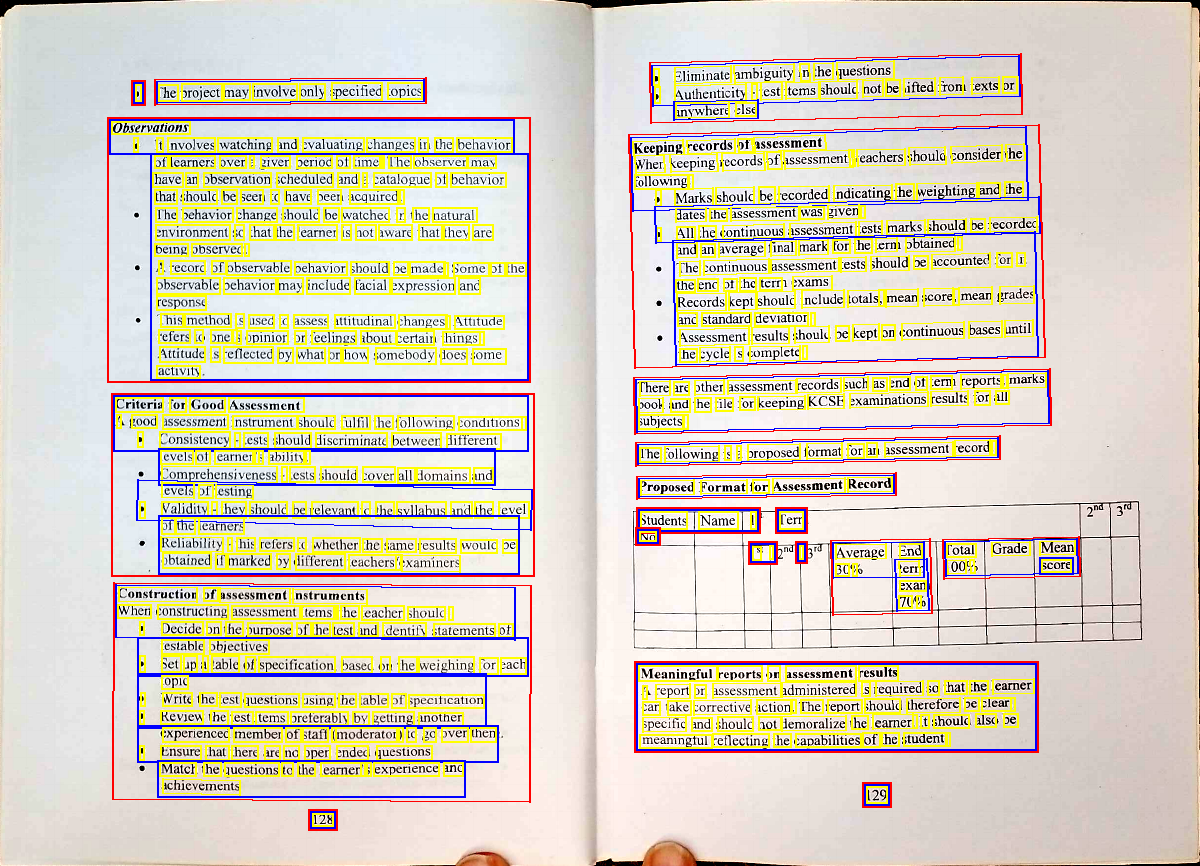 • The project may involve only specified topics
Observations
• It involves watching and evaluating changes in the behavior
of learners over a given period of time. The observer may
have an observation scheduled and a catalogue of behavior
that should be seen to have been acquired.
• The behavior change should be watched in the natural
environment so that the learner is not aware that they are
being observed.
• A record of observable behavior should be made. Some of the
observable behavior may include facial expression and
response
• This method is used to assess attitudinal changes. Attitude
refers to one's opinion or feelings about certain things.
Attitude is reflected by what or how somebody does some
activity.
Criteria for Good Assessment
A good assessment instrument should fulfil the following conditions
• Consistency - tests should discriminate between different
levels of learner's ability.
• Comprehensiveness - tests should cover all domains and
levels of testing
• Validity - they should be relevant to the syllabus and the level
of the learners
• Reliability - this refers to whether the same results would be
obtained if marked by different teachers/examiners
Construction of assessment instruments
When constructing assessment items the teacher should
• Decide on the purpose of the test and identify statements of
testable objectives
• Set up a table of specification, based on the weighing for each
topic
• Write the test questions using the table of specification
• Review the test items preferably by getting another
experienced member of staff (moderator) to go over them.
• Ensure that there are no open ended questions
• Match the questions to the learner's experience and
achievements
128
• Eliminate ambiguity in the questions
• Authenticity - test items should not be lifted from texts or
anywhere else
Keeping records of assessment
When keeping records of assessment teachers should consider the
following
• Marks should be recorded indicating the weighting and the
dates the assessment was given
• All the continuous assessment tests marks should be recorded
and an average final mark for the term obtained
• The continuous assessment tests should be accounted for in
the end of the term exams
• Records kept should include totals, mean score, mean grades
and standard deviation
• Assessment results should be kept on continuous bases until
the cycle is complete
There are other assessment records such as end of term reports, marks
book and the file for keeping KCSE examinations results for all
subjects
The following is a proposed format for an assessment record
Proposed Format for Assessment Record
Students Name 1 Term 2nd 3rd
No
1st 2nd 3rd Average End Total Grade Mean
30% term 100% score
exam
70%
Meaningful reports on assessment results
A report on assessment administered is required so that the learner
can take corrective action. The report should therefore be clear
specific and should not demoralize the learner. It should also be
meaningful reflecting the capabilities of the student
129